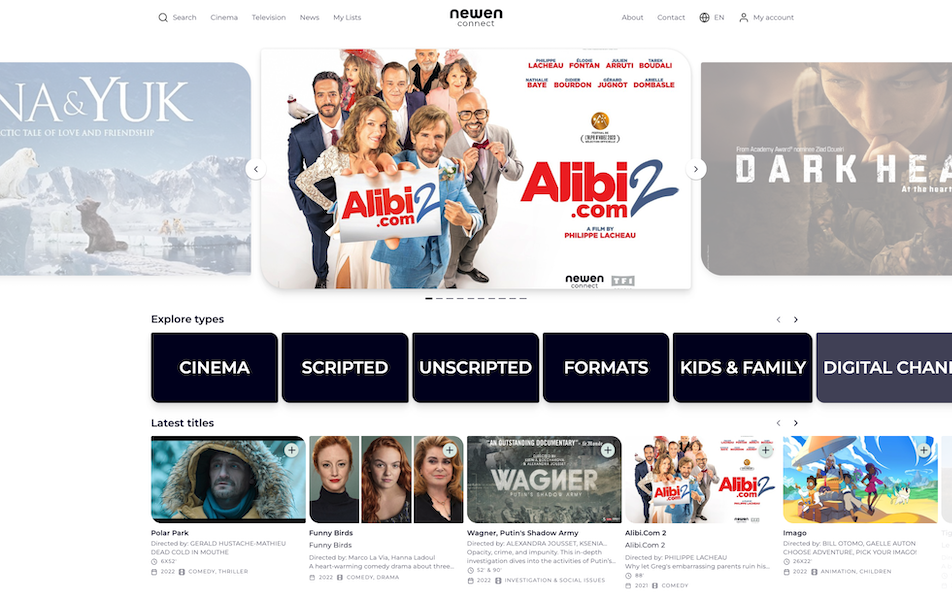 Search Cinema Television News My Lists
newen
connect
About Contact EN My account
NA&YUK
CTIC TALE OF LOVE AND FRIENDSHIP
PHILIPPE LACHEAU ÉLODIE FONTAN JULIEN ARRUTI TAREK BOUDALI
NATHALIE BAYE DIDIER BOURDON GÉRARD JUGNOT ARIELLE DOMBASLE
Alibi
.com 2
Alibi
.com 2
A FILM BY
PHILIPPE LACHEAU
newen
connect
TF1
From Academy Award® nominee Ziad Doueiri
DARK HEA
At the heart
Explore types
CINEMA
SCRIPTED
UNSCRIPTED
FORMATS
KIDS & FAMILY
DIGITAL CHAN
Latest titles
"AN OUTSTANDING DOCUMENTARY" – Le Monde
WAGNER
PUTIN'S SHADOW ARMY
Alibi
.com 2
Alibi
.com 2
Polar Park
Directed by: GERALD HUSTACHE-MATHIEU
DEAD COLD IN MOUTHE
6X52'
2022 COMEDY, THRILLER
Funny Birds
Funny Birds
Directed by: Marco La Via, Hanna Ladoul
A heart-warming comedy drama about three...
2022 COMEDY, DRAMA
Wagner, Putin's Shadow Army
Directed by: ALEXANDRA JOUSSET, KSENIA...
Opacity, crime, and impunity. This in-depth
investigation dives into the activities of Putin's...
52' & 90'
2022 INVESTIGATION & SOCIAL ISSUES
Alibi.Com 2
Alibi.Com 2
Directed by: PHILIPPE LACHEAU
Why let Greg's embarrassing parents ruin his...
88'
2021 COMEDY
Imago
Directed by: BILL OTOMO, GAELLE AUTON
CHOOSE ADVENTURE, PICK YOUR IMAGO!
26X22'
2022 ANIMATION, CHILDREN